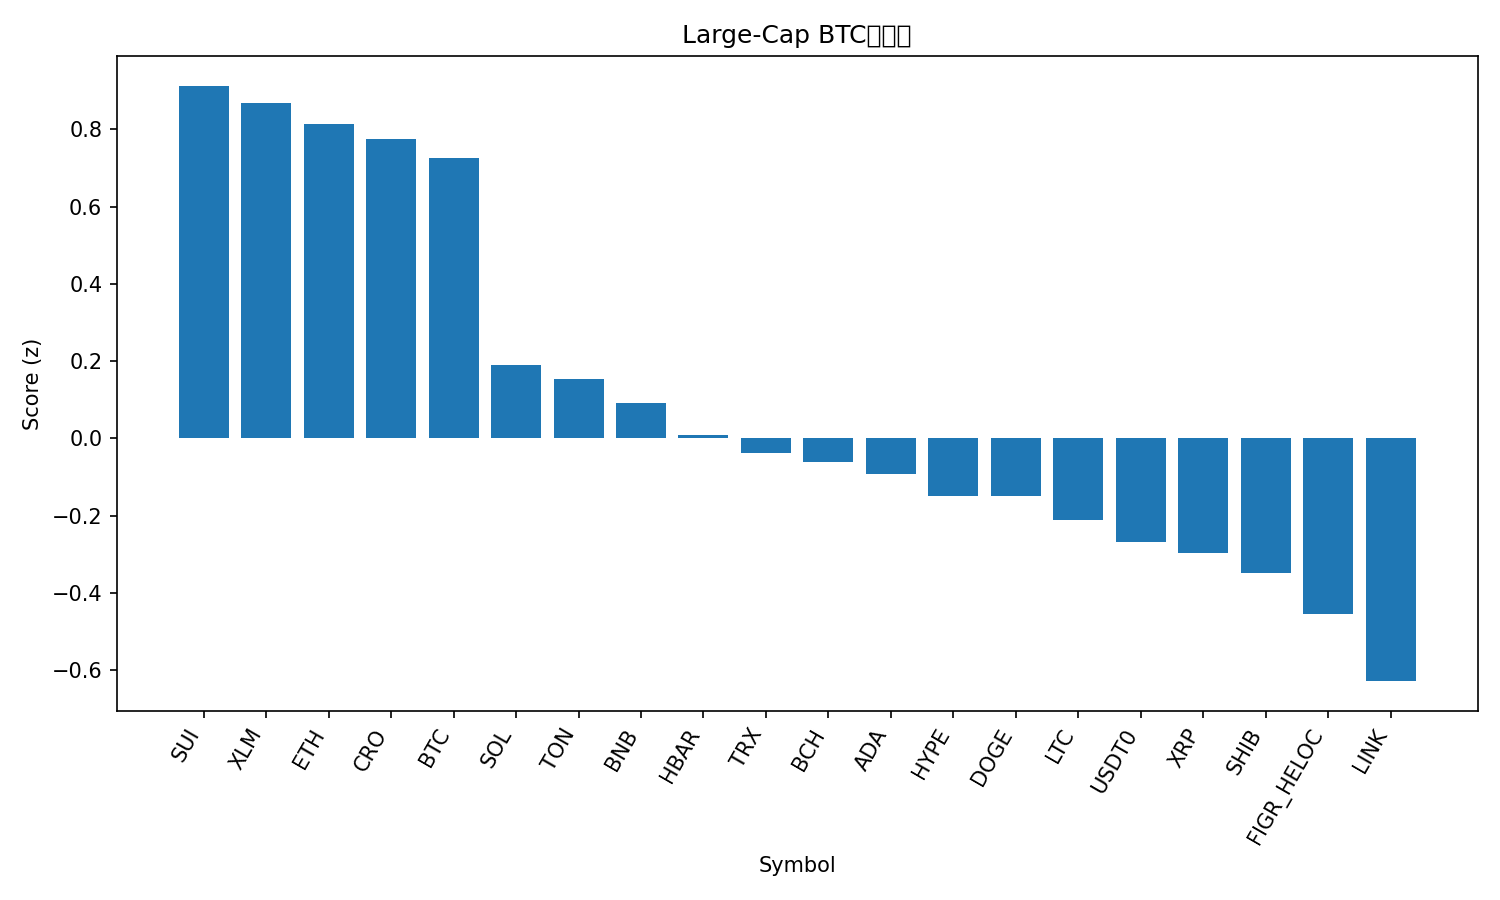 Large-Cap BTC
0.8
0.6
0.4
0.2
0.0
−0.2
−0.4
−0.6
Score (z)
SUI
XLM
ETH
CRO
BTC
SOL
TON
BNB
HBAR
TRX
BCH
ADA
HYPE
DOGE
LTC
USDT0
XRP
SHIB
FIGR_HELOC
LINK
Symbol